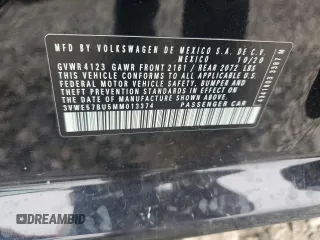 MFD BY VOLKSWAGEN DE MEXICO S.A. DE C.V.
MEXICO 10/20
GVWR 4123 GAWR FRONT 2161 / REAR 2072 LBS
THIS VEHICLE CONFORMS TO ALL APPLICABLE U.S.
FEDERAL MOTOR VEHICLE SAFETY, BUMPER, AND
THEFT PREVENTION STANDARDS IN EFFECT ON
THE DATE OF MANUFACTURE SHOWN ABOVE.
3VWE57BU5MM013374 PASSENGER CAR
DREAMBID